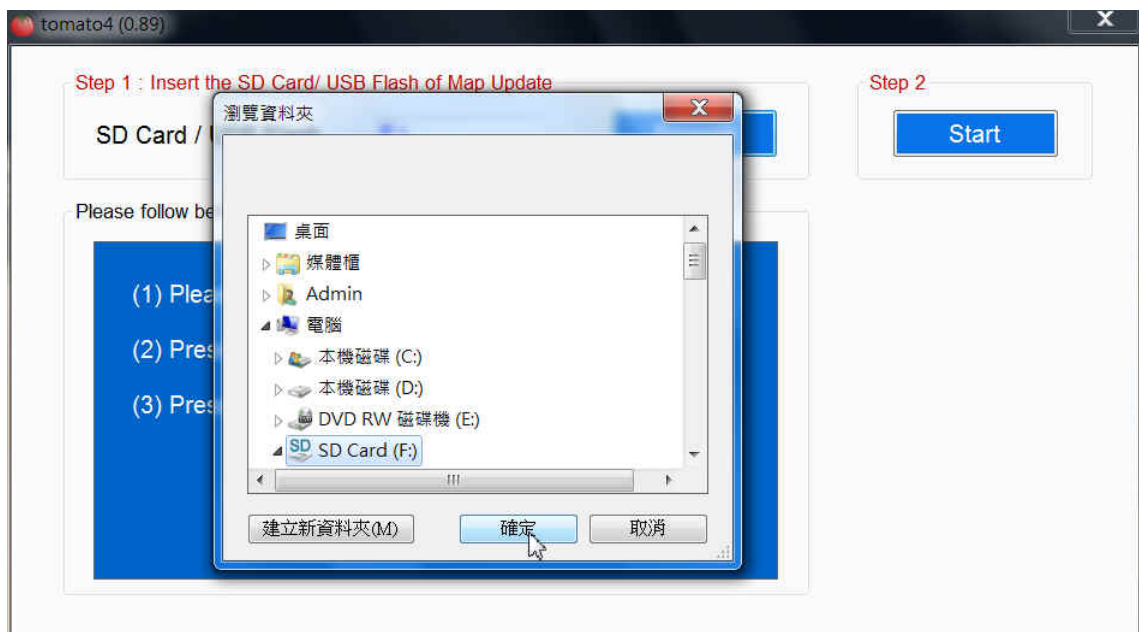 tomato4 (0.89)
Step 1 : Insert the SD Card/ USB Flash of Map Update
Step 2
SD Card /
Start
瀏覽資料夾
Please follow be
桌面
媒體櫃
(1) Plea
Admin
電腦
(2) Pres
本機磁碟 (C:)
本機磁碟 (D:)
(3) Pres
DVD RW 磁碟機 (E:)
SD Card (F:)
建立新資料夾(M)
確定
取消